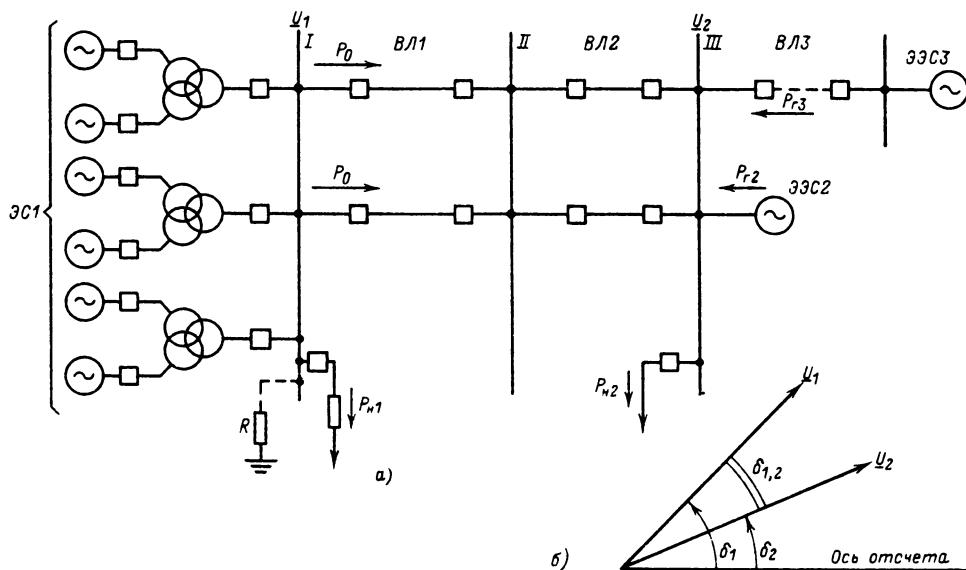 U₁
I
ВЛ1
II
ВЛ2
U₂
III
ВЛ3
ЭЭС3
P₀
Pг3
ЭС1
P₀
Pг2
ЭЭС2
Pн1
Pн2
R
а)
U₁
U₂
δ₁,₂
δ₁
δ₂
б)
Ось отсчета